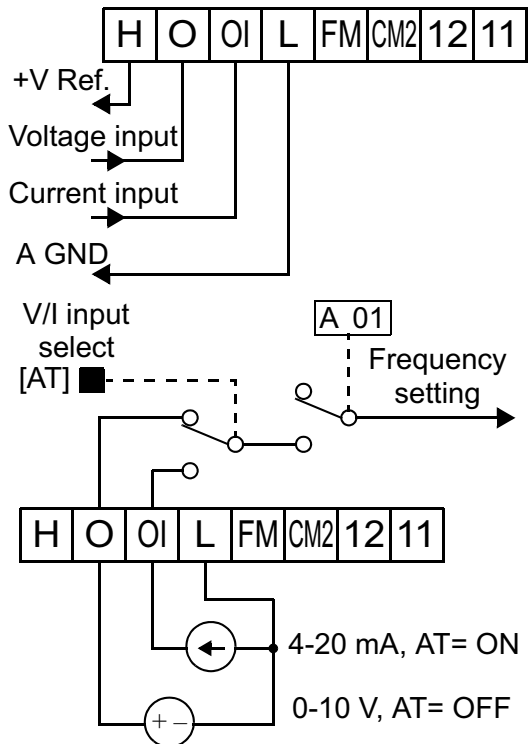 H O OI L FM CM2 12 11
+V Ref.
Voltage input
Current input
A GND
V/I input
select
[AT]
A 01
Frequency
setting
H O OI L FM CM2 12 11
4-20 mA, AT= ON
+ –
0-10 V, AT= OFF